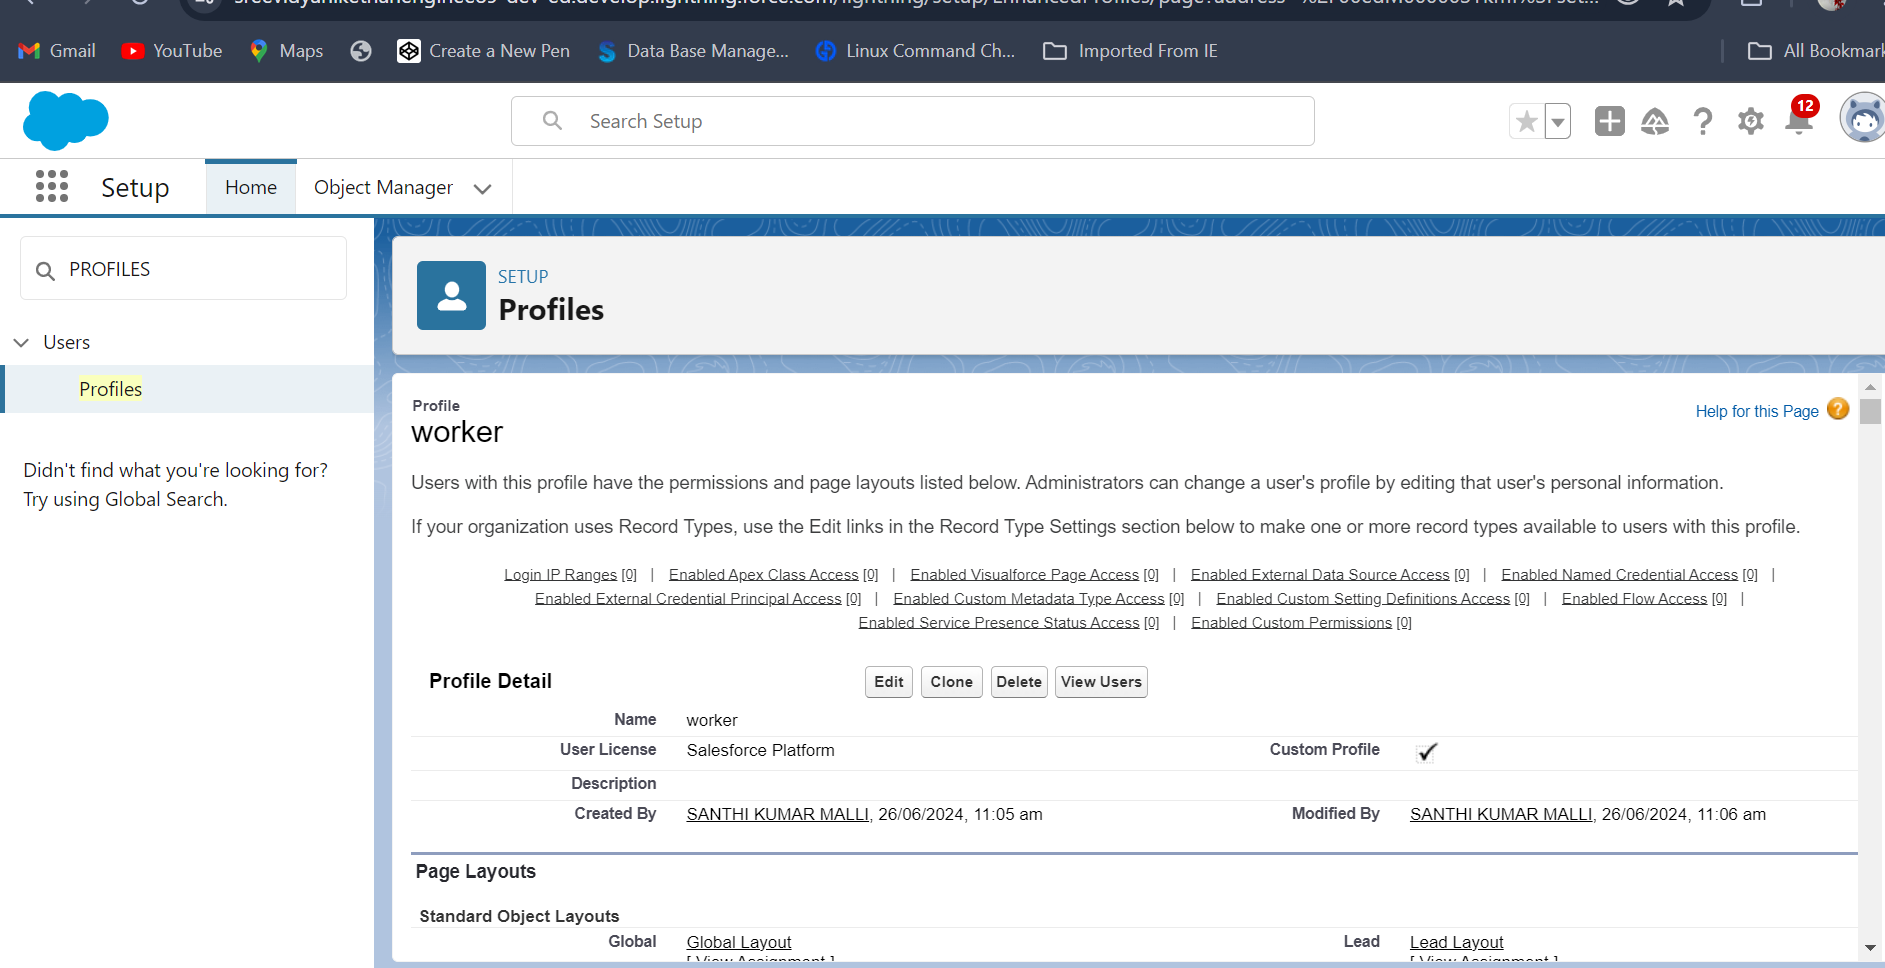 Gmail YouTube Maps Create a New Pen Data Base Manage... Linux Command Ch... Imported From IE All Bookmark
Search Setup
12
Setup Home Object Manager
PROFILES
Users
Profiles
Didn't find what you're looking for?
Try using Global Search.
SETUP
Profiles
Profile
worker
Help for this Page
Users with this profile have the permissions and page layouts listed below. Administrators can change a user's profile by editing that user's personal information.
If your organization uses Record Types, use the Edit links in the Record Type Settings section below to make one or more record types available to users with this profile.
Login IP Ranges [0] | Enabled Apex Class Access [0] | Enabled Visualforce Page Access [0] | Enabled External Data Source Access [0] | Enabled Named Credential Access [0] |
Enabled External Credential Principal Access [0] | Enabled Custom Metadata Type Access [0] | Enabled Custom Setting Definitions Access [0] | Enabled Flow Access [0] |
Enabled Service Presence Status Access [0] | Enabled Custom Permissions [0]
Profile Detail Edit Clone Delete View Users
Name worker
User License Salesforce Platform Custom Profile
Description
Created By SANTHI KUMAR MALLI, 26/06/2024, 11:05 am Modified By SANTHI KUMAR MALLI, 26/06/2024, 11:06 am
Page Layouts
Standard Object Layouts
Global Global Layout Lead Lead Layout
[ View Assignment ] [ View Assignment ]